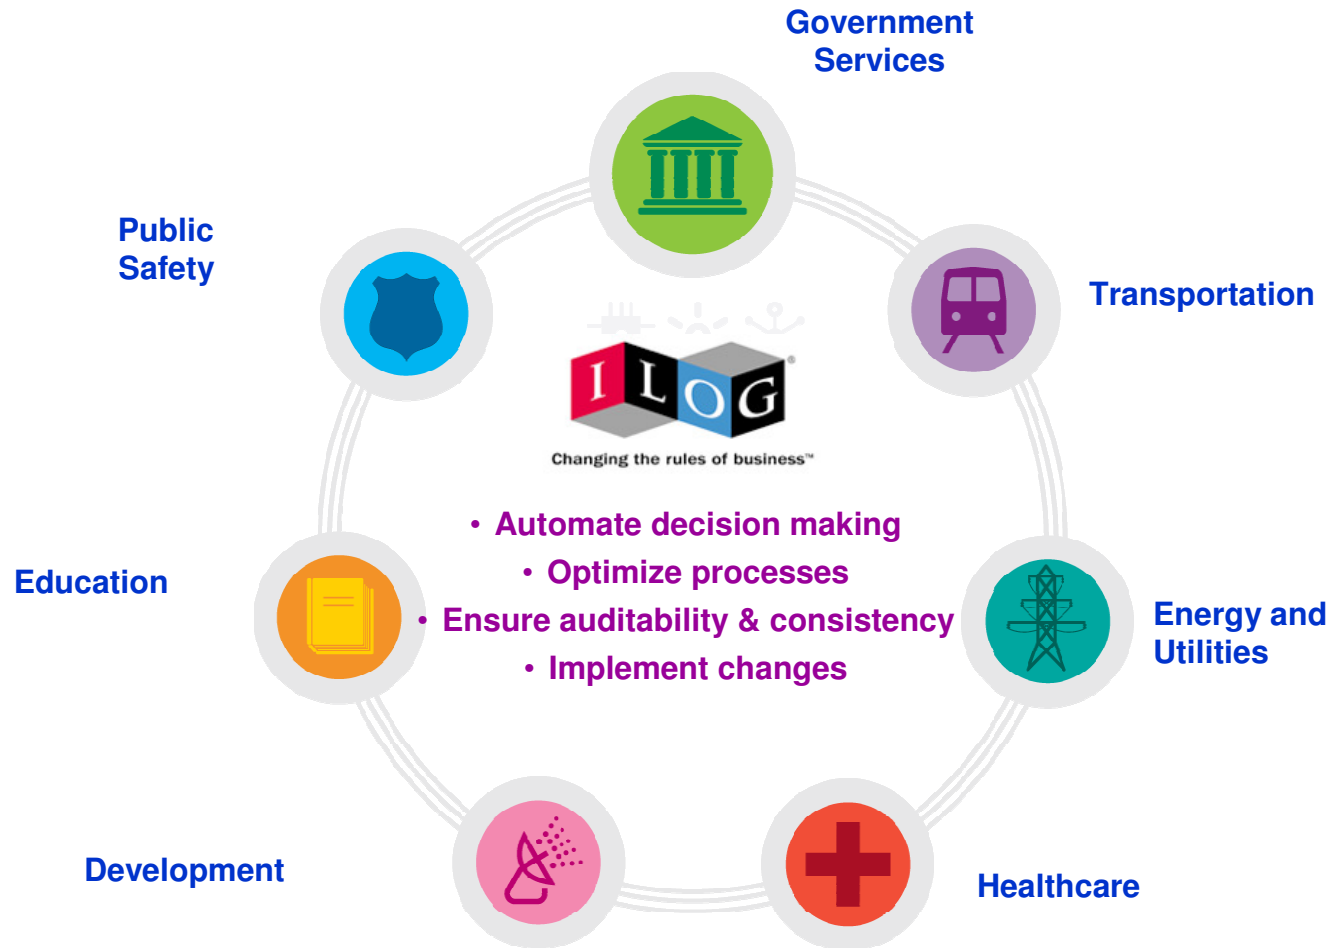 Government
Services
Public
Safety
Transportation
ILOG®
Changing the rules of business™
• Automate decision making
• Optimize processes
Education
• Ensure auditability & consistency
Energy and
Utilities
• Implement changes
Development
Healthcare